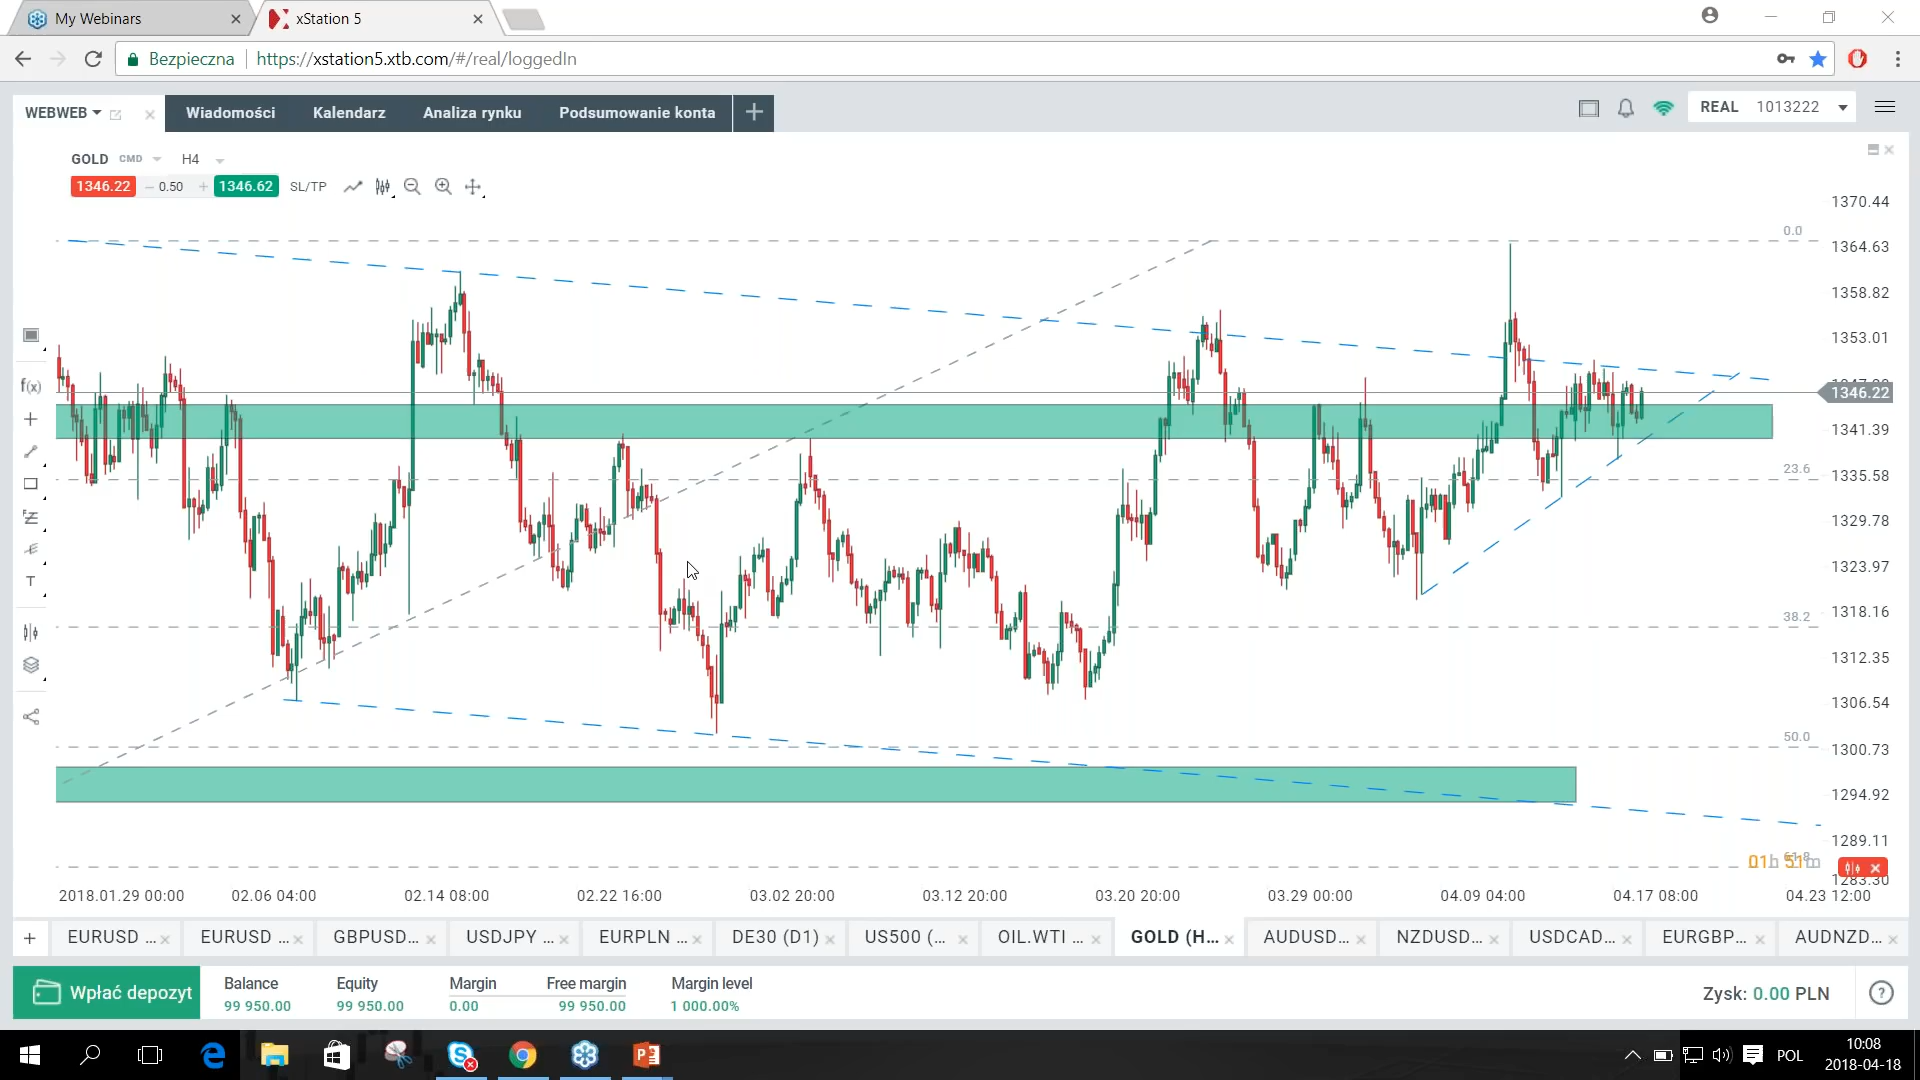 My Webinars
xStation 5
Bezpieczna
https://xstation5.xtb.com/#/real/loggedIn
WEBWEB
Wiadomości
Kalendarz
Analiza rynku
Podsumowanie konta
REAL 1013222
GOLD CMD H4
1346.22
0.50
1346.62
SL/TP
1370.44
0.0
1364.63
1358.82
1353.01
1346.22
1341.39
23.6
1335.58
1329.78
1323.97
38.2
1318.16
1312.35
1306.54
50.0
1300.73
1294.92
1289.11
61.8
01h 51m
1283.30
f(x)
T
2018.01.29 00:00
02.06 04:00
02.14 08:00
02.22 16:00
03.02 20:00
03.12 20:00
03.20 20:00
03.29 00:00
04.09 04:00
04.17 08:00
04.23 12:00
EURUSD ...
EURUSD ...
GBPUSD...
USDJPY ...
EURPLN ...
DE30 (D1)
US500 (...
OIL.WTI ...
GOLD (H...
AUDUSD...
NZDUSD...
USDCAD...
EURGBP...
AUDNZD...
Wpłać depozyt
Balance
99 950.00
Equity
99 950.00
Margin
0.00
Free margin
99 950.00
Margin level
1 000.00%
Zysk: 0.00 PLN
POL
10:08
2018-04-18